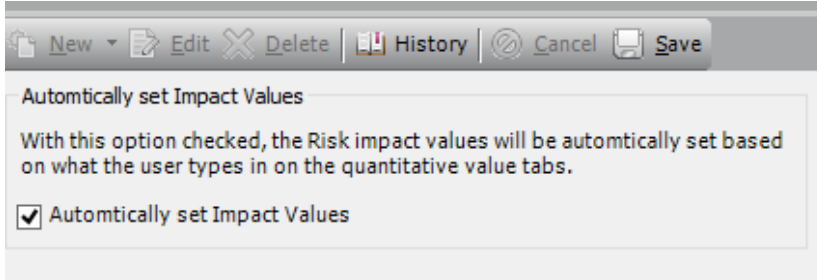 New Edit Delete History Cancel Save
Automtically set Impact Values
With this option checked, the Risk impact values will be automtically set based
on what the user types in on the quantitative value tabs.
Automtically set Impact Values